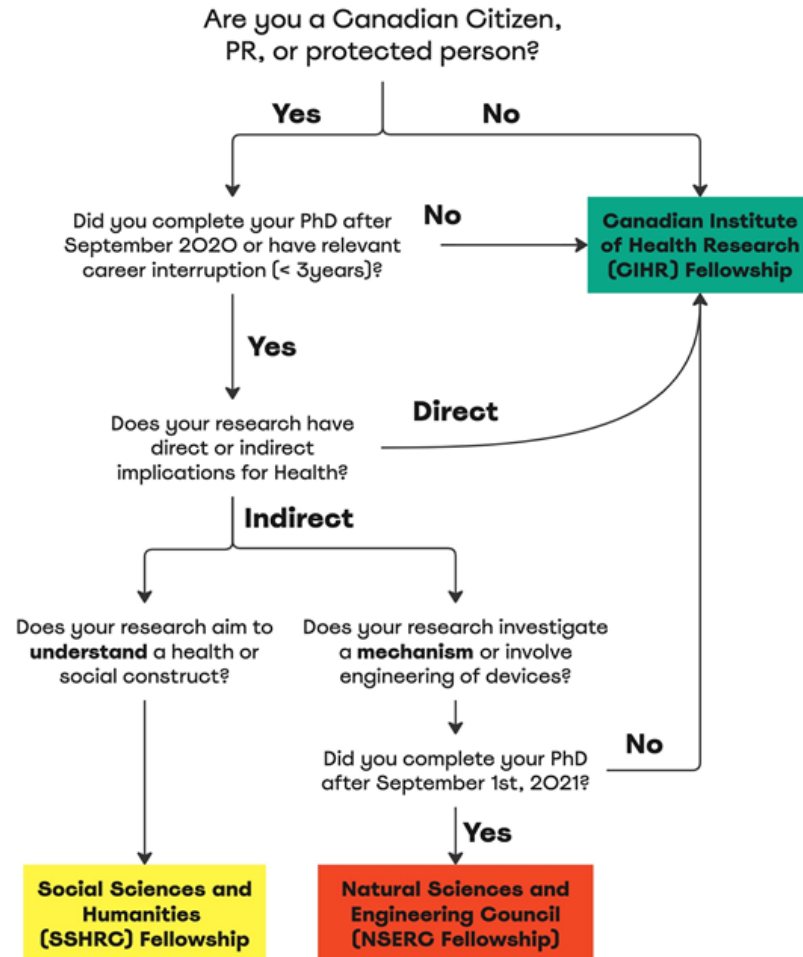 Are you a Canadian Citizen,
PR, or protected person?
Yes
No
Did you complete your PhD after
September 2020 or have relevant
career interruption (< 3years)?
No
Canadian Institute
of Health Research
(CIHR) Fellowship
Yes
Does your research have
direct or indirect
implications for Health?
Direct
Indirect
Does your research aim to
understand a health or
social construct?
Does your research investigate
a mechanism or involve
engineering of devices?
Did you complete your PhD
after September 1st, 2021?
No
Yes
Social Sciences and
Humanities
(SSHRC) Fellowship
Natural Sciences and
Engineering Council
(NSERC Fellowship)